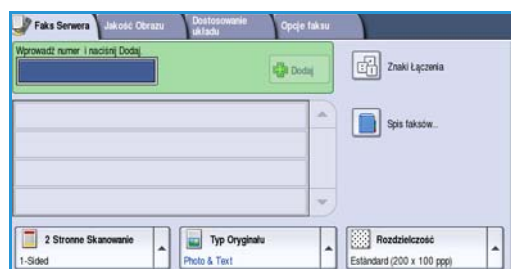 Faks Serwera
Jakość Obrazu
Dostosowanie
układu
Opcje faksu
Wprowadź numer i naciśnij Dodaj
Dodaj
Znaki Łączenia
Spis faksów...
2 Stronne Skanowanie
1-Sided
Typ Oryginału
Photo & Text
Rozdzielczość
Estándard (200 x 100 ppp)